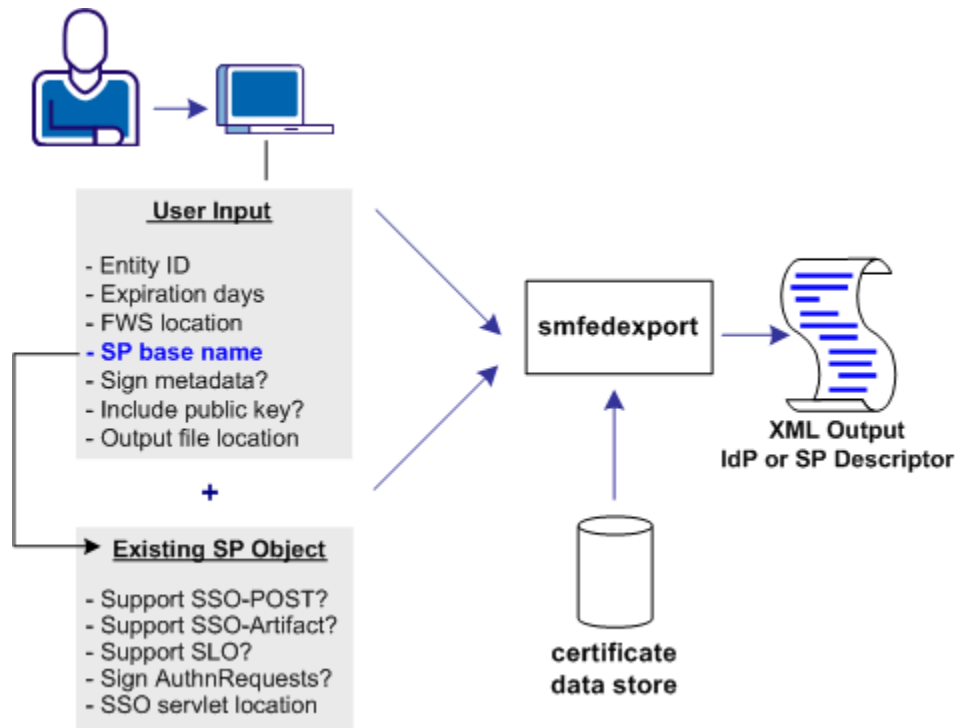 User Input
- Entity ID
- Expiration days
- FWS location
- SP base name
- Sign metadata?
- Include public key?
- Output file location
+
Existing SP Object
- Support SSO-POST?
- Support SSO-Artifact?
- Support SLO?
- Sign AuthnRequests?
- SSO servlet location
smfedexport
certificate
data store
XML Output
IdP or SP Descriptor